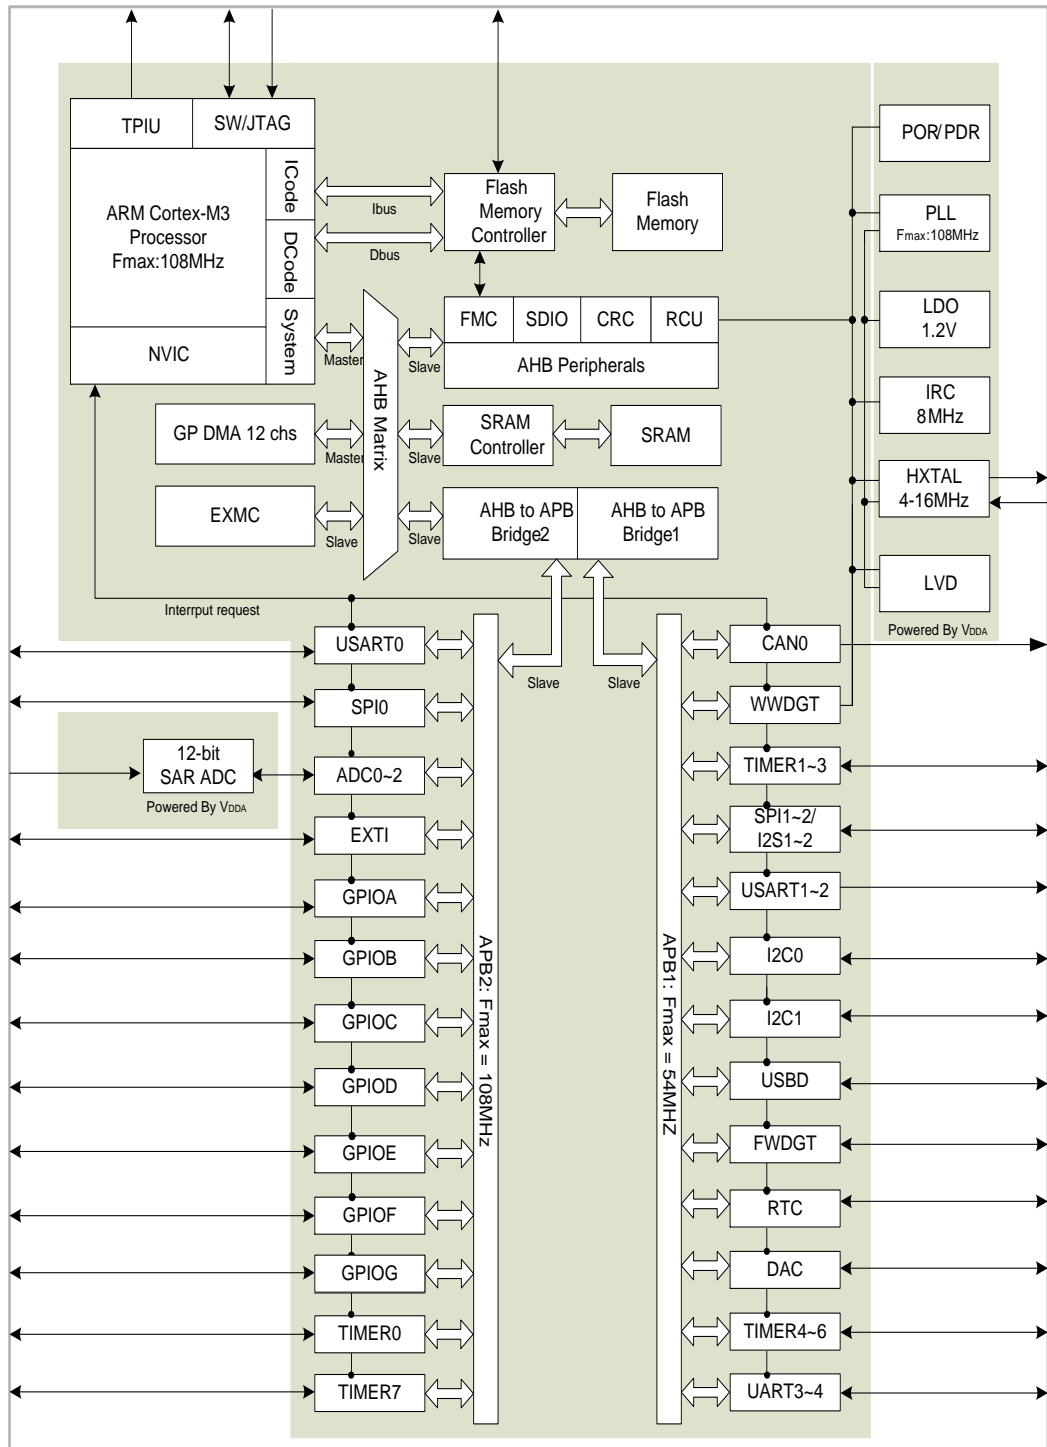 TPIU
SW/JTAG
POR/PDR
ARM Cortex-M3
Processor
Fmax:108MHz
ICode
DCode
System
NVIC
Ibus
Dbus
Flash
Memory
Controller
Flash
Memory
PLL
Fmax:108MHz
LDO
1.2V
FMC
SDIO
CRC
RCU
AHB Peripherals
Master
Slave
AHB Matrix
IRC
8MHz
GP DMA 12 chs
Master
Slave
SRAM
Controller
SRAM
HXTAL
4-16MHz
EXMC
Slave
Slave
AHB to APB
Bridge2
AHB to APB
Bridge1
LVD
Powered By VDDA
Interrput request
Slave
Slave
USART0
SPI0
12-bit
SAR ADC
Powered By VDDA
ADC0~2
EXTI
GPIOA
GPIOB
GPIOC
GPIOD
GPIOE
GPIOF
GPIOG
TIMER0
TIMER7
APB2: Fmax = 108MHz
APB1: Fmax = 54MHZ
CAN0
WWDGT
TIMER1~3
SPI1~2/
I2S1~2
USART1~2
I2C0
I2C1
USBD
FWDGT
RTC
DAC
TIMER4~6
UART3~4